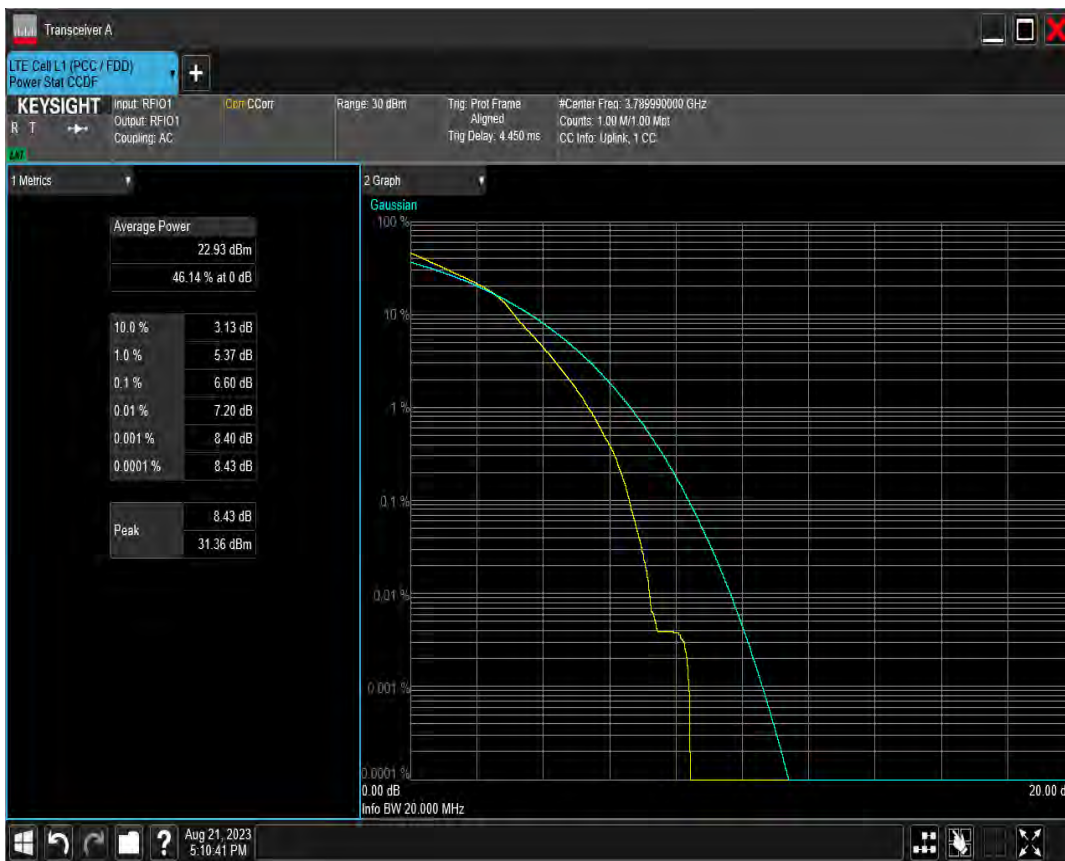 Transceiver A
LTE Cell L1 (PCC / FDD)
Power Stat CCDF
+
KEYSIGHT
R T
LXI
Input: RFIO1
Output: RFIO1
Coupling: AC
Corr CCorr
Range: 30 dBm
Trig: Prot Frame
Aligned
Trig Delay: 4.450 ms
#Center Freq: 3.789990000 GHz
Counts: 1.00 M/1.00 Mpt
CC Info: Uplink, 1 CC
1 Metrics
Average Power
22.93 dBm
46.14 % at 0 dB
10.0 % 3.13 dB
1.0 % 5.37 dB
0.1 % 6.60 dB
0.01 % 7.20 dB
0.001 % 8.40 dB
0.0001 % 8.43 dB
Peak
8.43 dB
31.36 dBm
2 Graph
Gaussian
100 %
10 %
1 %
0.1 %
0.01 %
0.001 %
0.0001 %
0.00 dB
20.00 d
Info BW 20.000 MHz
?
Aug 21, 2023
5:10:41 PM